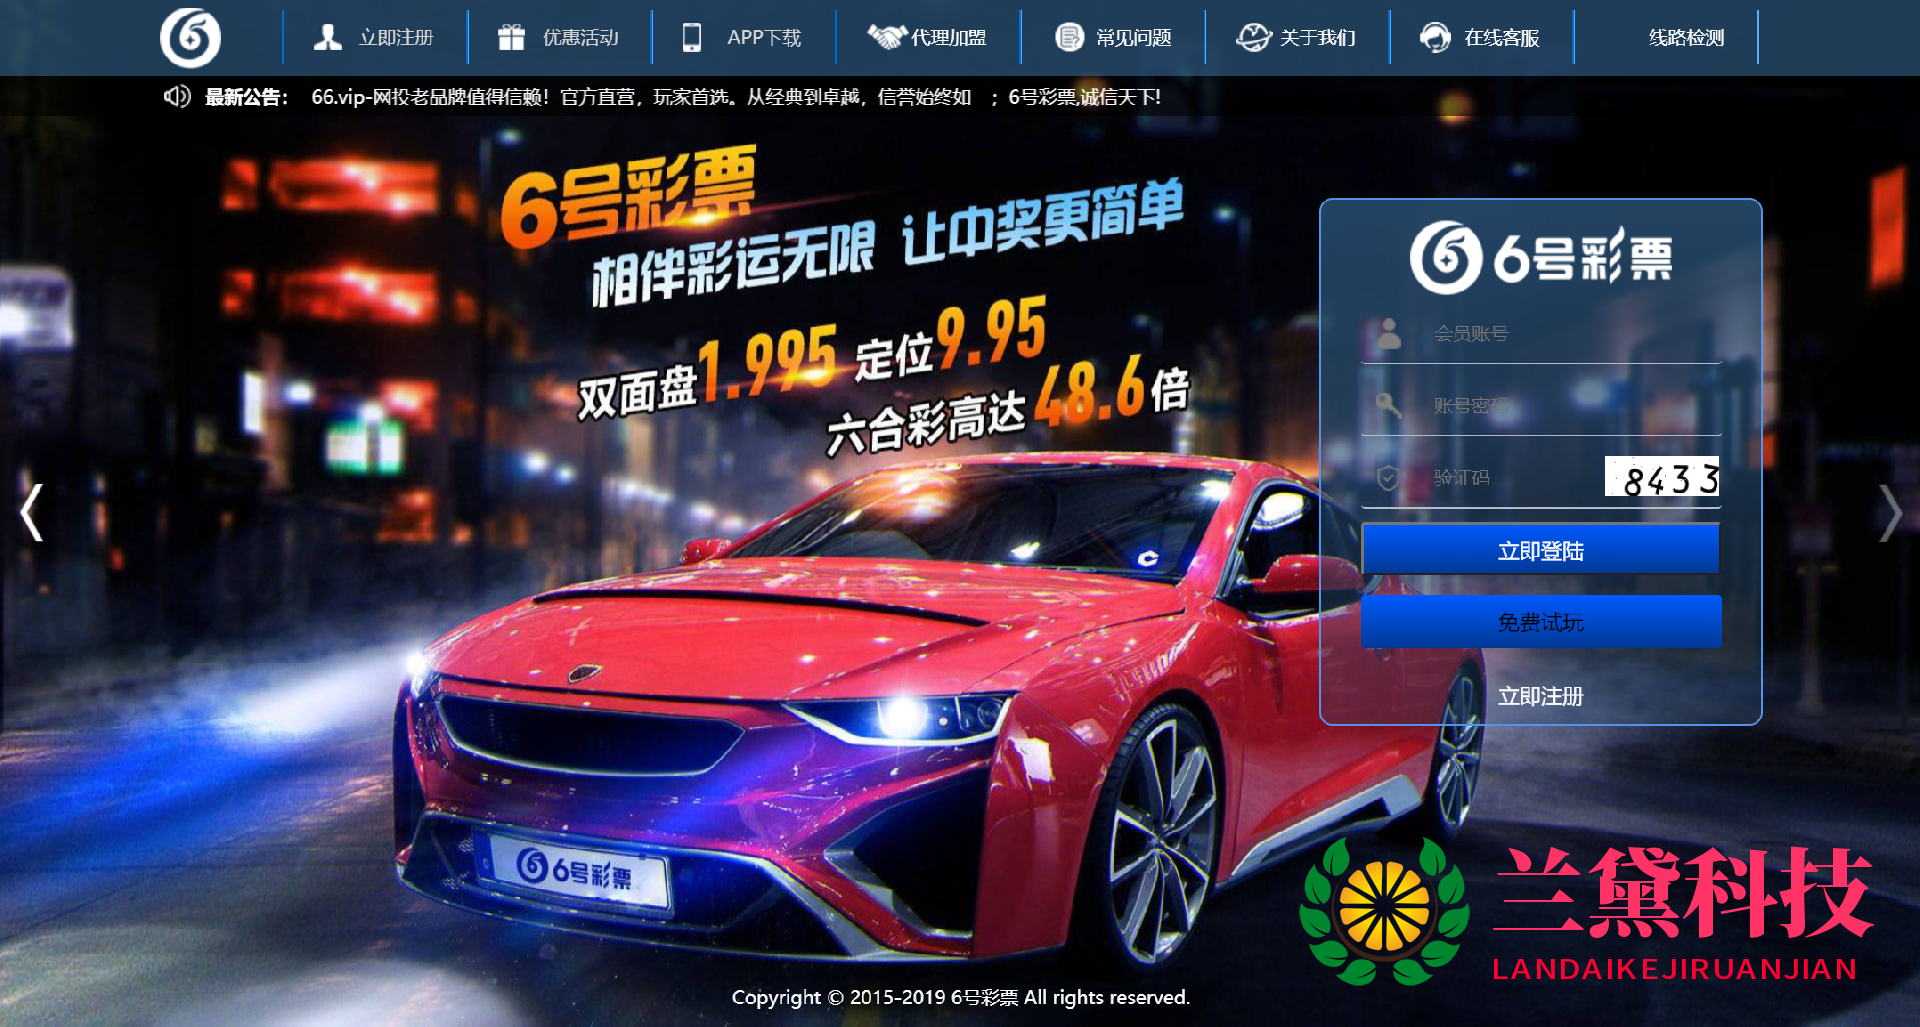 立即注册
优惠活动
APP下载
代理加盟
常见问题
关于我们
在线客服
线路检测
最新公告： 66.vip-网投老品牌值得信赖！官方直营，玩家首选。从经典到卓越，信誉始终如 ；6号彩票,诚信天下!
6号彩票
相伴彩运无限 让中奖更简单
双面盘1.995 定位9.95
六合彩高达48.6倍
6号彩票
会员账号
账号密码
验证码
8433
立即登陆
免费试玩
立即注册
6号彩票
兰黛科技
LANDAIKEJIRUANJIAN
Copyright © 2015-2019 6号彩票 All rights reserved.